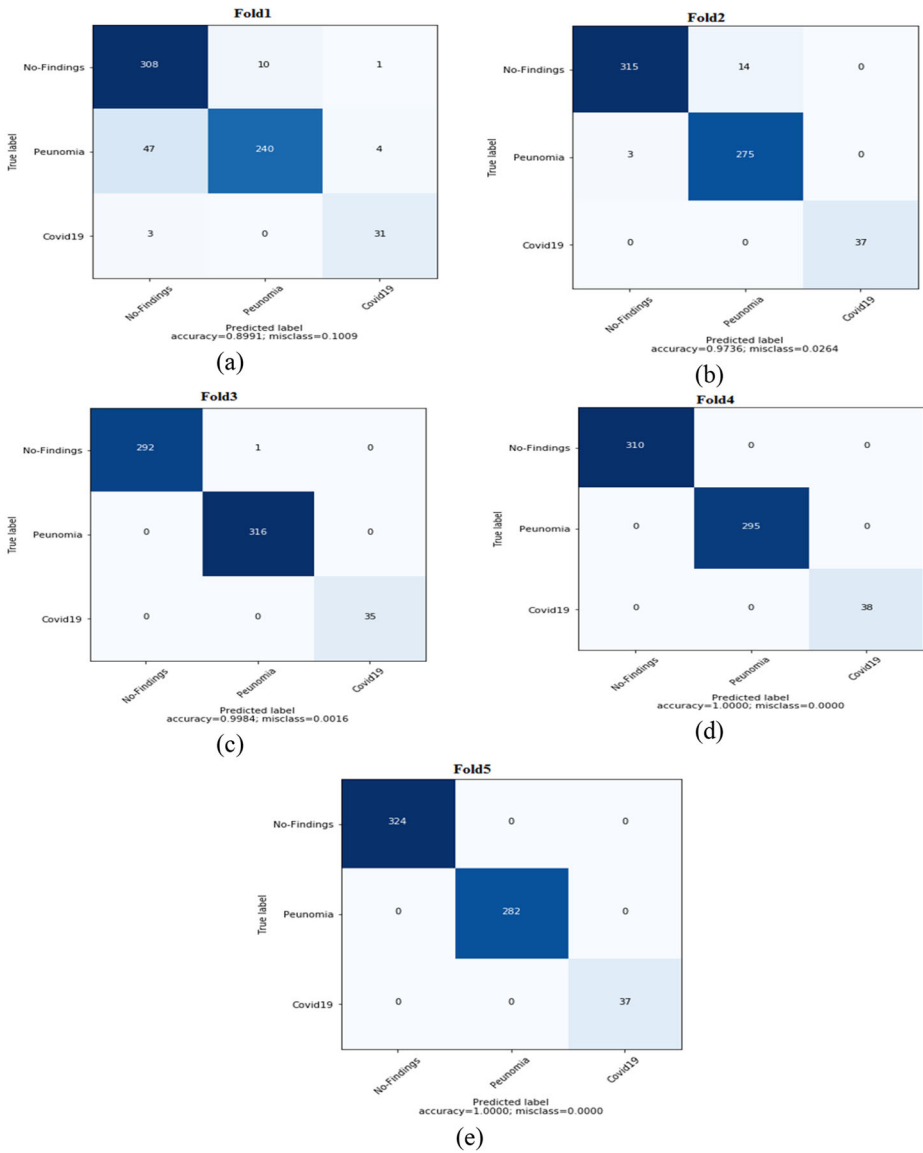 Fold1
True label
No-Findings 308 10 1
Peunomia 47 240 4
Covid19 3 0 31
No-Findings Peunomia Covid19
Predicted label
accuracy=0.8991; misclass=0.1009
(a)
Fold2
True label
No-Findings 315 14 0
Peunomia 3 275 0
Covid19 0 0 37
No-Findings Peunomia Covid19
Predicted label
accuracy=0.9736; misclass=0.0264
(b)
Fold3
True label
No-Findings 292 1 0
Peunomia 0 316 0
Covid19 0 0 35
No-Findings Peunomia Covid19
Predicted label
accuracy=0.9984; misclass=0.0016
(c)
Fold4
True label
No-Findings 310 0 0
Peunomia 0 295 0
Covid19 0 0 38
No-Findings Peunomia Covid19
Predicted label
accuracy=1.0000; misclass=0.0000
(d)
Fold5
True label
No-Findings 324 0 0
Peunomia 0 282 0
Covid19 0 0 37
No-Findings Peunomia Covid19
Predicted label
accuracy=1.0000; misclass=0.0000
(e)